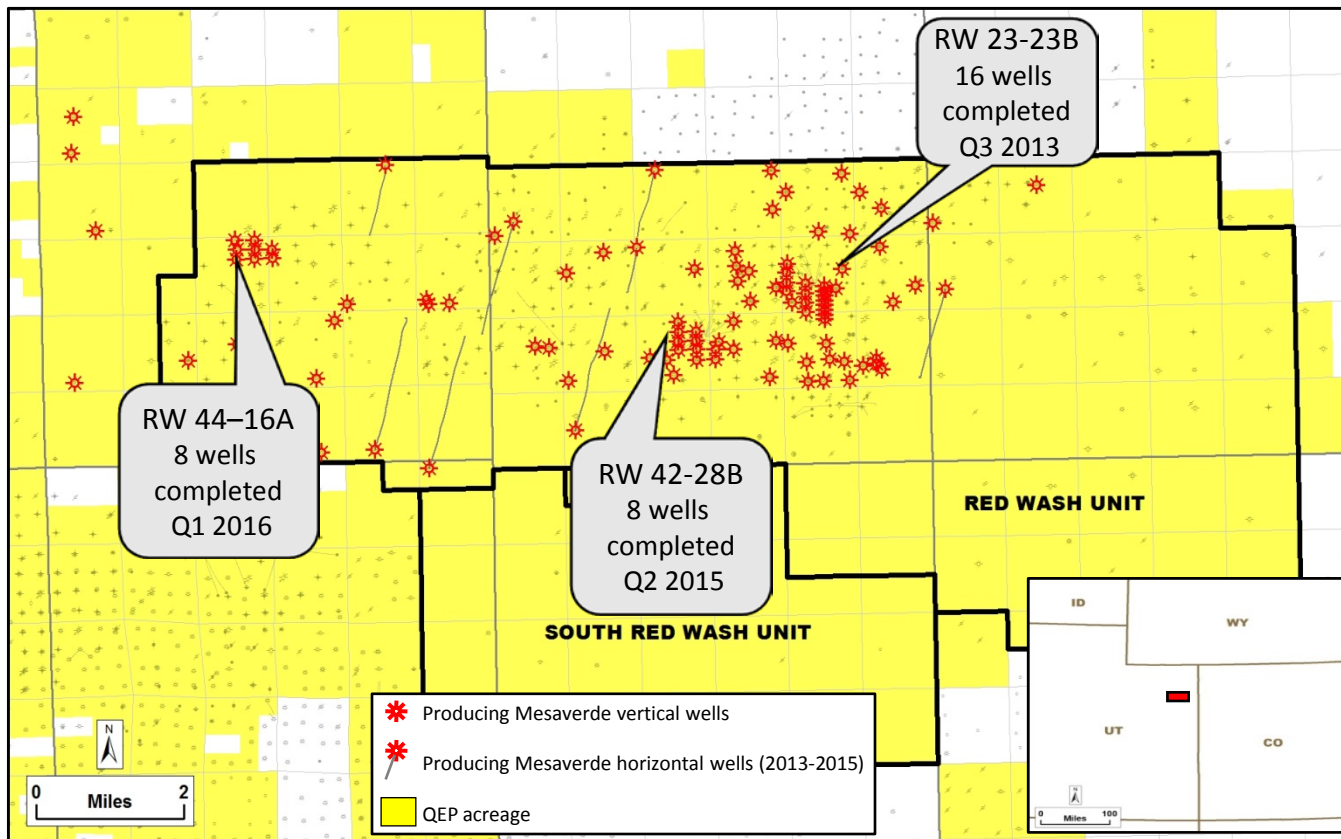 RW 23-23B
16 wells
completed
Q3 2013
RW 44–16A
8 wells
completed
Q1 2016
RW 42-28B
8 wells
completed
Q2 2015
RED WASH UNIT
SOUTH RED WASH UNIT
Producing Mesaverde vertical wells
Producing Mesaverde horizontal wells (2013-2015)
QEP acreage
N
0 2
Miles
ID
WY
UT
CO
N
0 100
Miles